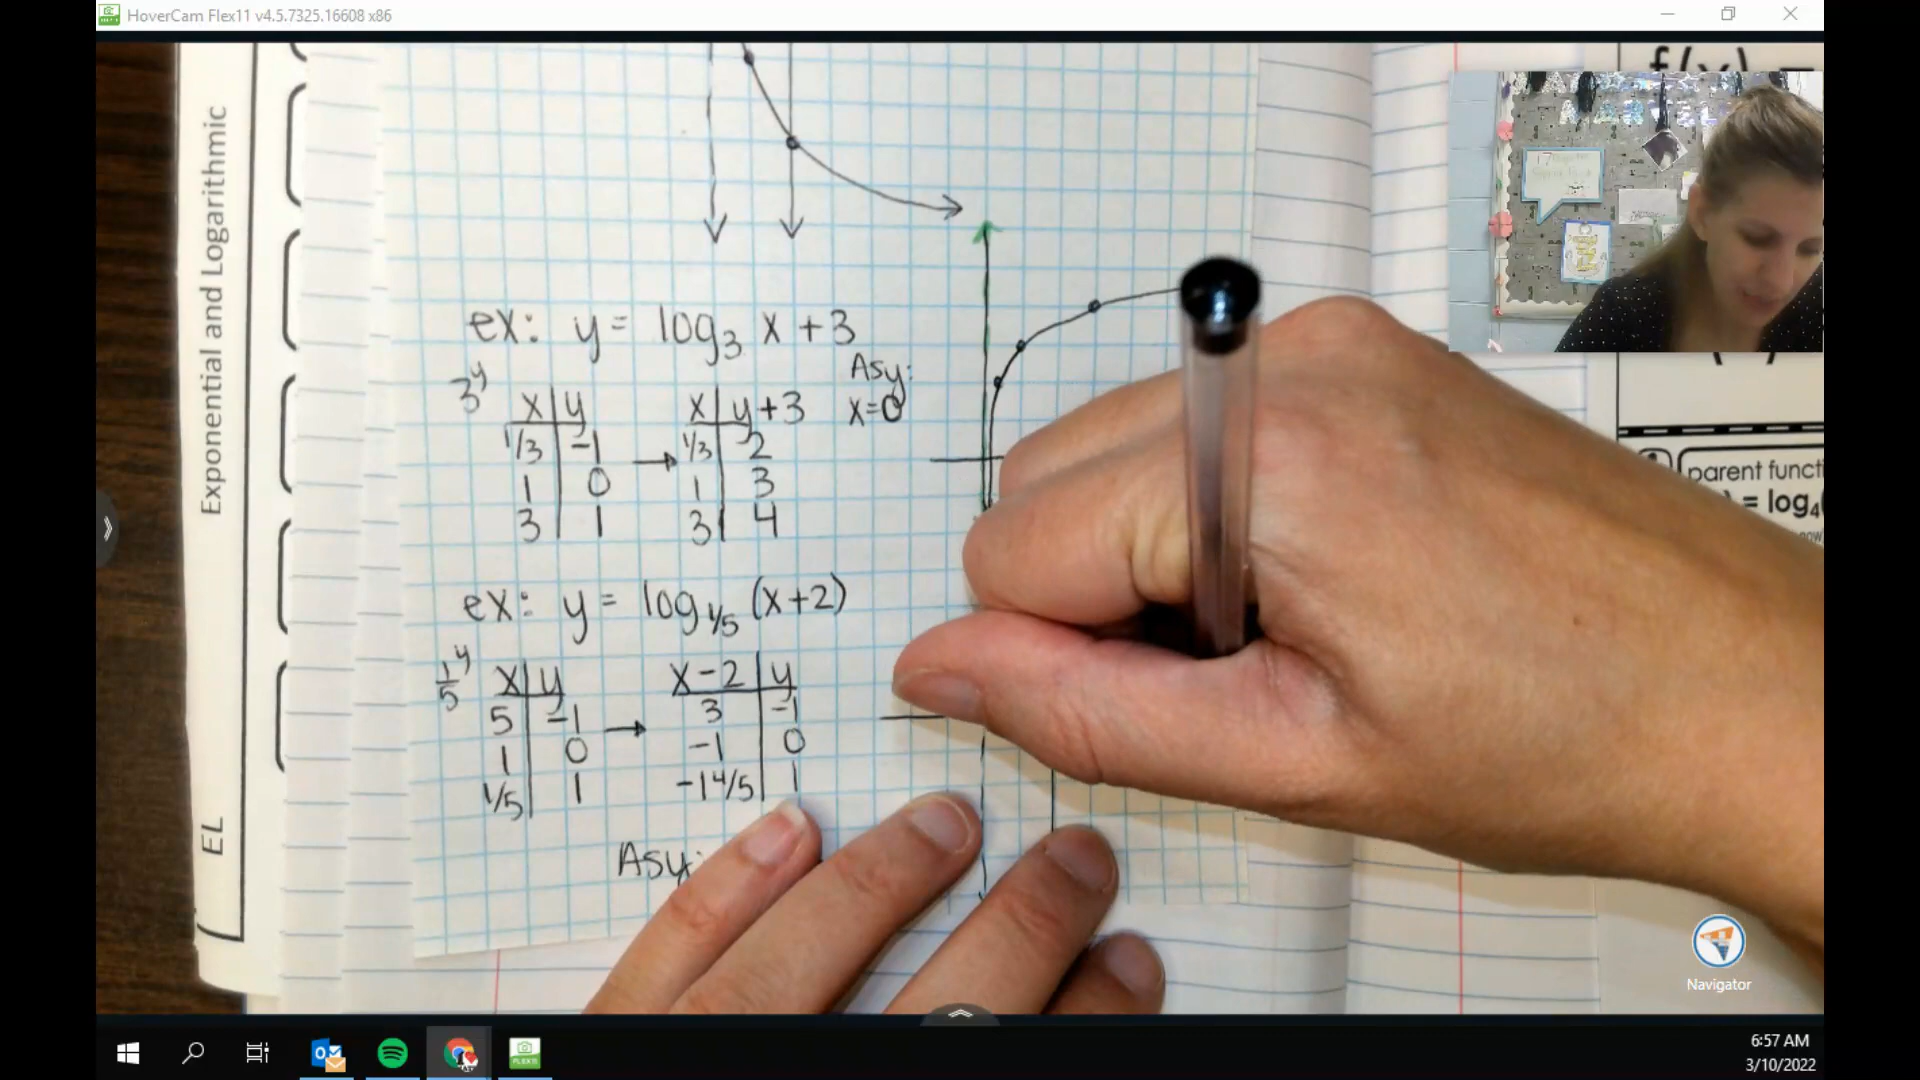 HoverCam Flex11 v4.5.7325.16608 x86
Exponential and Logarithmic
EL
ex: y = log₃ x + 3
3^y
x | y
1/3 | -1
1 | 0
3 | 1
→
x | y+3
1/3 | 2
1 | 3
3 | 4
Asy:
x=0
ex: y = log_1/5 (x+2)
1/5^y
x | y
5 | -1
1 | 0
1/5 | 1
→
x-2 | y
3 | -1
-1 | 0
-1 4/5 | 1
Asy:
parent funct
= log₄(
Navigator
FLEX11
6:57 AM
3/10/2022